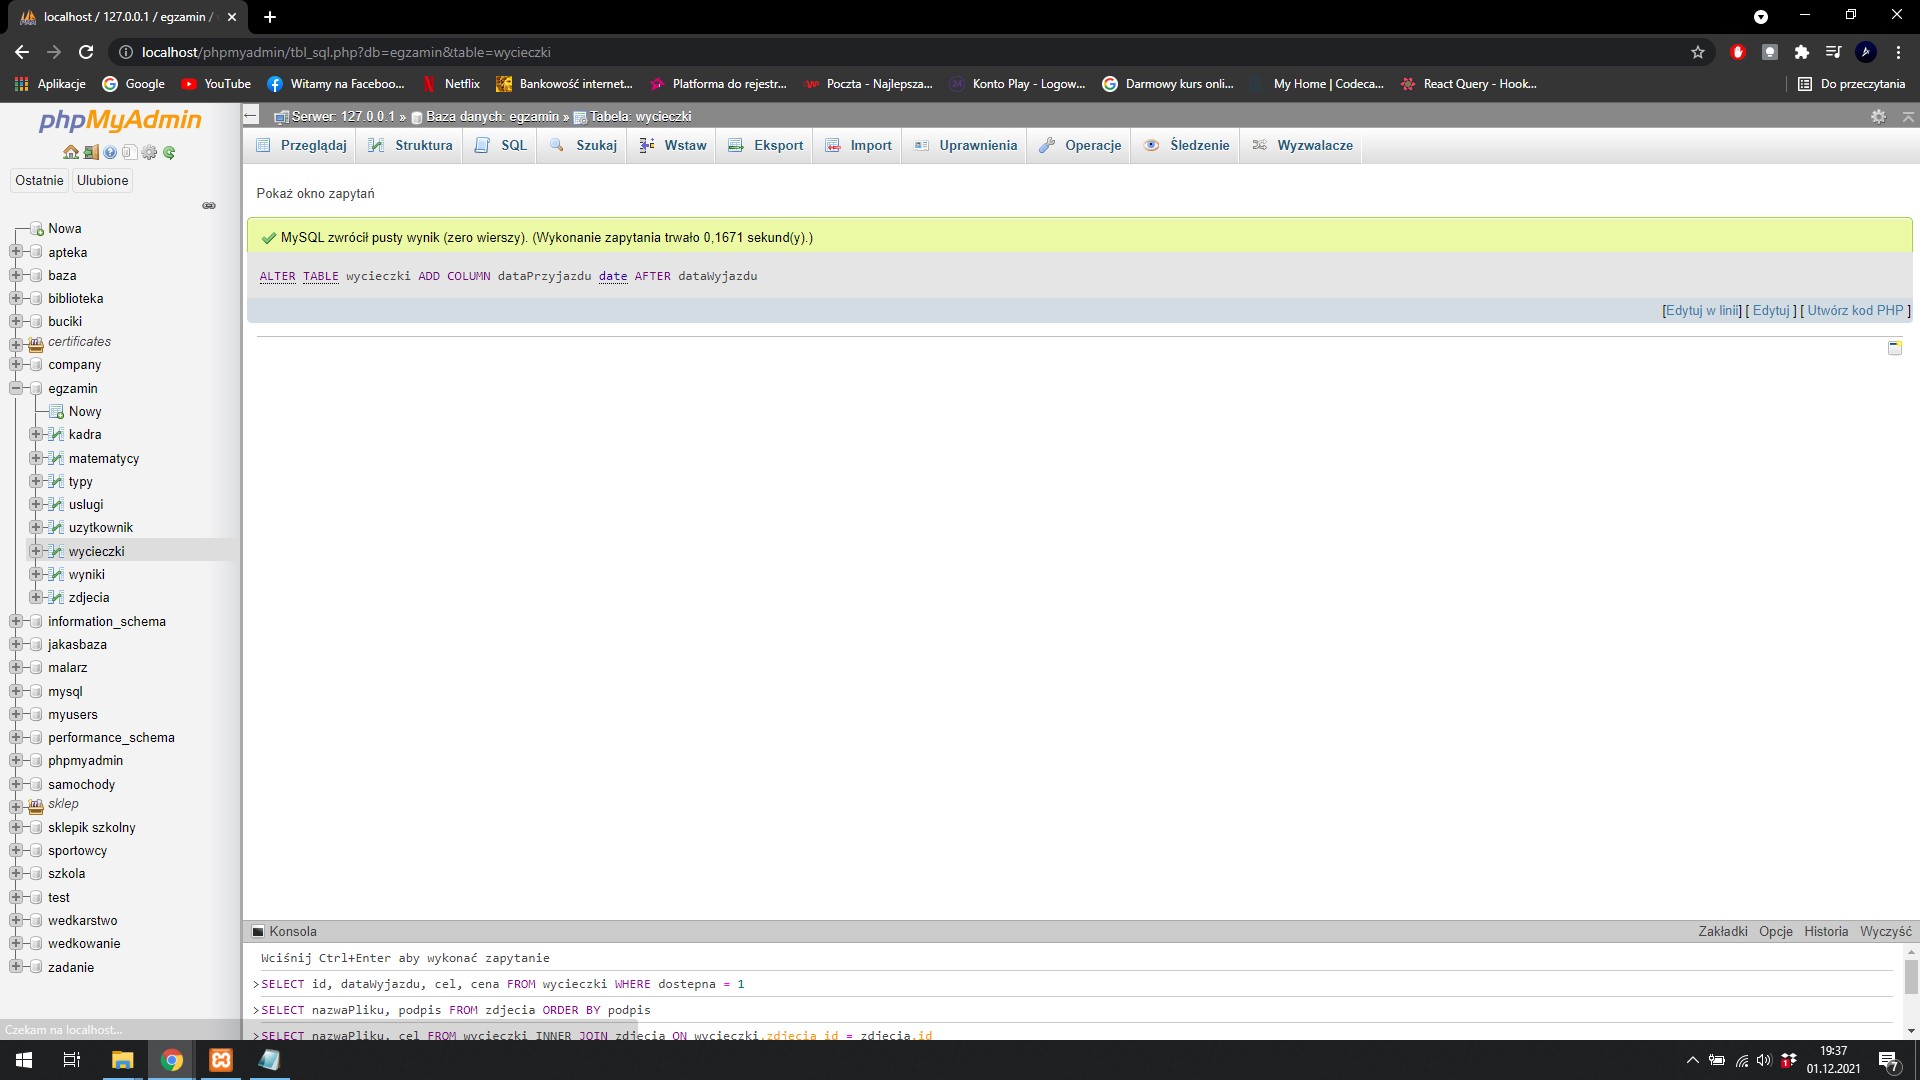 localhost / 127.0.0.1 / egzamin /
localhost/phpmyadmin/tbl_sql.php?db=egzamin&table=wycieczki
Aplikacje Google YouTube Witamy na Faceboo... Netflix Bankowość internet... Platforma do rejestr... Poczta - Najlepsza... Konto Play - Logow... Darmowy kurs onli... My Home | Codeca... React Query - Hook... Do przeczytania
phpMyAdmin
Ostatnie Ulubione
Nowa
apteka
baza
biblioteka
buciki
certificates
company
egzamin
Nowy
kadra
matematycy
typy
uslugi
uzytkownik
wycieczki
wyniki
zdjecia
information_schema
jakasbaza
malarz
mysql
myusers
performance_schema
phpmyadmin
samochody
sklep
sklepik szkolny
sportowcy
szkola
test
wedkarstwo
wedkowanie
zadanie
Czekam na localhost...
Serwer: 127.0.0.1 » Baza danych: egzamin » Tabela: wycieczki
Przeglądaj Struktura SQL Szukaj Wstaw Eksport Import Uprawnienia Operacje Śledzenie Wyzwalacze
Pokaż okno zapytań
MySQL zwrócił pusty wynik (zero wierszy). (Wykonanie zapytania trwało 0,1671 sekund(y).)
ALTER TABLE wycieczki ADD COLUMN dataPrzyjazdu date AFTER dataWyjazdu
[Edytuj w linii] [ Edytuj ] [ Utwórz kod PHP ]
Konsola Zakładki Opcje Historia Wyczyść
Wciśnij Ctrl+Enter aby wykonać zapytanie
>SELECT id, dataWyjazdu, cel, cena FROM wycieczki WHERE dostepna = 1
>SELECT nazwaPliku, podpis FROM zdjecia ORDER BY podpis
>SELECT nazwaPliku, cel FROM wycieczki INNER JOIN zdjecia ON wycieczki.zdjecia_id = zdjecia.id
19:37
01.12.2021
7